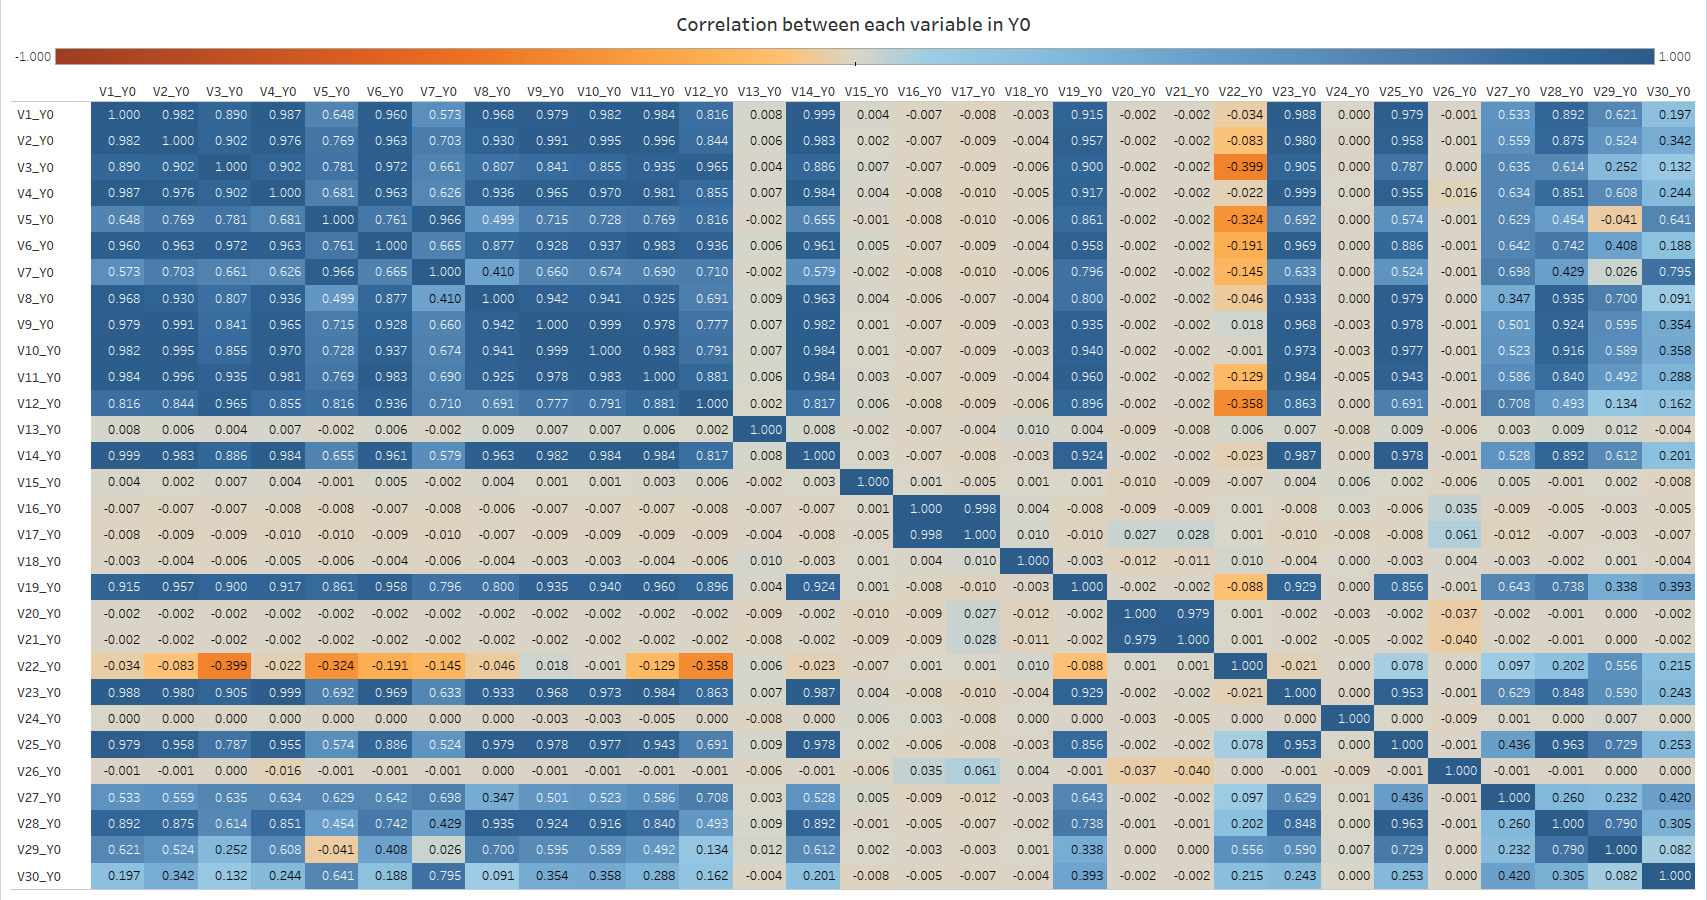 Correlation between each variable in Y0
-1.000 1.000
V1_Y0 V2_Y0 V3_Y0 V4_Y0 V5_Y0 V6_Y0 V7_Y0 V8_Y0 V9_Y0 V10_Y0 V11_Y0 V12_Y0 V13_Y0 V14_Y0 V15_Y0 V16_Y0 V17_Y0 V18_Y0 V19_Y0 V20_Y0 V21_Y0 V22_Y0 V23_Y0 V24_Y0 V25_Y0 V26_Y0 V27_Y0 V28_Y0 V29_Y0 V30_Y0
V1_Y0 1.000 0.982 0.890 0.987 0.648 0.960 0.573 0.968 0.979 0.982 0.984 0.816 0.008 0.999 0.004 -0.007 -0.008 -0.003 0.915 -0.002 -0.002 -0.034 0.988 0.000 0.979 -0.001 0.533 0.892 0.621 0.197
V2_Y0 0.982 1.000 0.902 0.976 0.769 0.963 0.703 0.930 0.991 0.995 0.996 0.844 0.006 0.983 0.002 -0.007 -0.009 -0.004 0.957 -0.002 -0.002 -0.083 0.980 0.000 0.958 -0.001 0.559 0.875 0.524 0.342
V3_Y0 0.890 0.902 1.000 0.902 0.781 0.972 0.661 0.807 0.841 0.855 0.935 0.965 0.004 0.886 0.007 -0.007 -0.009 -0.006 0.900 -0.002 -0.002 -0.399 0.905 0.000 0.787 0.000 0.635 0.614 0.252 0.132
V4_Y0 0.987 0.976 0.902 1.000 0.681 0.963 0.626 0.936 0.965 0.970 0.981 0.855 0.007 0.984 0.004 -0.008 -0.010 -0.005 0.917 -0.002 -0.002 -0.022 0.999 0.000 0.955 -0.016 0.634 0.851 0.608 0.244
V5_Y0 0.648 0.769 0.781 0.681 1.000 0.761 0.966 0.499 0.715 0.728 0.769 0.816 -0.002 0.655 -0.001 -0.008 -0.010 -0.006 0.861 -0.002 -0.002 -0.324 0.692 0.000 0.574 -0.001 0.629 0.454 -0.041 0.641
V6_Y0 0.960 0.963 0.972 0.963 0.761 1.000 0.665 0.877 0.928 0.937 0.983 0.936 0.006 0.961 0.005 -0.007 -0.009 -0.004 0.958 -0.002 -0.002 -0.191 0.969 0.000 0.886 -0.001 0.642 0.742 0.408 0.188
V7_Y0 0.573 0.703 0.661 0.626 0.966 0.665 1.000 0.410 0.660 0.674 0.690 0.710 -0.002 0.579 -0.002 -0.008 -0.010 -0.006 0.796 -0.002 -0.002 -0.145 0.633 0.000 0.524 -0.001 0.698 0.429 0.026 0.795
V8_Y0 0.968 0.930 0.807 0.936 0.499 0.877 0.410 1.000 0.942 0.941 0.925 0.691 0.009 0.963 0.004 -0.006 -0.007 -0.004 0.800 -0.002 -0.002 -0.046 0.933 0.000 0.979 0.000 0.347 0.935 0.700 0.091
V9_Y0 0.979 0.991 0.841 0.965 0.715 0.928 0.660 0.942 1.000 0.999 0.978 0.777 0.007 0.982 0.001 -0.007 -0.009 -0.003 0.935 -0.002 -0.002 0.018 0.968 -0.003 0.978 -0.001 0.501 0.924 0.595 0.354
V10_Y0 0.982 0.995 0.855 0.970 0.728 0.937 0.674 0.941 0.999 1.000 0.983 0.791 0.007 0.984 0.001 -0.007 -0.009 -0.003 0.940 -0.002 -0.002 -0.001 0.973 -0.003 0.977 -0.001 0.523 0.916 0.589 0.358
V11_Y0 0.984 0.996 0.935 0.981 0.769 0.983 0.690 0.925 0.978 0.983 1.000 0.881 0.006 0.984 0.003 -0.007 -0.009 -0.004 0.960 -0.002 -0.002 -0.129 0.984 -0.005 0.943 -0.001 0.586 0.840 0.492 0.288
V12_Y0 0.816 0.844 0.965 0.855 0.816 0.936 0.710 0.691 0.777 0.791 0.881 1.000 0.002 0.817 0.006 -0.008 -0.009 -0.006 0.896 -0.002 -0.002 -0.358 0.863 0.000 0.691 -0.001 0.708 0.493 0.134 0.162
V13_Y0 0.008 0.006 0.004 0.007 -0.002 0.006 -0.002 0.009 0.007 0.007 0.006 0.002 1.000 0.008 -0.002 -0.007 -0.004 0.010 0.004 -0.009 -0.008 0.006 0.007 -0.008 0.009 -0.006 0.003 0.009 0.012 -0.004
V14_Y0 0.999 0.983 0.886 0.984 0.655 0.961 0.579 0.963 0.982 0.984 0.984 0.817 0.008 1.000 0.003 -0.007 -0.008 -0.003 0.924 -0.002 -0.002 -0.023 0.987 0.000 0.978 -0.001 0.528 0.892 0.612 0.201
V15_Y0 0.004 0.002 0.007 0.004 -0.001 0.005 -0.002 0.004 0.001 0.001 0.003 0.006 -0.002 0.003 1.000 0.001 -0.005 0.001 0.001 -0.010 -0.009 -0.007 0.004 0.006 0.002 -0.006 0.005 -0.001 0.002 -0.008
V16_Y0 -0.007 -0.007 -0.007 -0.008 -0.008 -0.007 -0.008 -0.006 -0.007 -0.007 -0.007 -0.008 -0.007 -0.007 0.001 1.000 0.998 0.004 -0.008 -0.009 -0.009 0.001 -0.008 0.003 -0.006 0.035 -0.009 -0.005 -0.003 -0.005
V17_Y0 -0.008 -0.009 -0.009 -0.010 -0.010 -0.009 -0.010 -0.007 -0.009 -0.009 -0.009 -0.009 -0.004 -0.008 -0.005 0.998 1.000 0.010 -0.010 0.027 0.028 0.001 -0.010 -0.008 -0.008 0.061 -0.012 -0.007 -0.003 -0.007
V18_Y0 -0.003 -0.004 -0.006 -0.005 -0.006 -0.004 -0.006 -0.004 -0.003 -0.003 -0.004 -0.006 0.010 -0.003 0.001 0.004 0.010 1.000 -0.003 -0.012 -0.011 0.010 -0.004 0.000 -0.003 0.004 -0.003 -0.002 0.001 -0.004
V19_Y0 0.915 0.957 0.900 0.917 0.861 0.958 0.796 0.800 0.935 0.940 0.960 0.896 0.004 0.924 0.001 -0.008 -0.010 -0.003 1.000 -0.002 -0.002 -0.088 0.929 0.000 0.856 -0.001 0.643 0.738 0.338 0.393
V20_Y0 -0.002 -0.002 -0.002 -0.002 -0.002 -0.002 -0.002 -0.002 -0.002 -0.002 -0.002 -0.002 -0.009 -0.002 -0.010 -0.009 0.027 -0.012 -0.002 1.000 0.979 0.001 -0.002 -0.003 -0.002 -0.037 -0.002 -0.001 0.000 -0.002
V21_Y0 -0.002 -0.002 -0.002 -0.002 -0.002 -0.002 -0.002 -0.002 -0.002 -0.002 -0.002 -0.002 -0.008 -0.002 -0.009 -0.009 0.028 -0.011 -0.002 0.979 1.000 0.001 -0.002 -0.005 -0.002 -0.040 -0.002 -0.001 0.000 -0.002
V22_Y0 -0.034 -0.083 -0.399 -0.022 -0.324 -0.191 -0.145 -0.046 0.018 -0.001 -0.129 -0.358 0.006 -0.023 -0.007 0.001 0.001 0.010 -0.088 0.001 0.001 1.000 -0.021 0.000 0.078 0.000 0.097 0.202 0.556 0.215
V23_Y0 0.988 0.980 0.905 0.999 0.692 0.969 0.633 0.933 0.968 0.973 0.984 0.863 0.007 0.987 0.004 -0.008 -0.010 -0.004 0.929 -0.002 -0.002 -0.021 1.000 0.000 0.953 -0.001 0.629 0.848 0.590 0.243
V24_Y0 0.000 0.000 0.000 0.000 0.000 0.000 0.000 0.000 -0.003 -0.003 -0.005 0.000 -0.008 0.000 0.006 0.003 -0.008 0.000 0.000 -0.003 -0.005 0.000 0.000 1.000 0.000 -0.009 0.001 0.000 0.007 0.000
V25_Y0 0.979 0.958 0.787 0.955 0.574 0.886 0.524 0.979 0.978 0.977 0.943 0.691 0.009 0.978 0.002 -0.006 -0.008 -0.003 0.856 -0.002 -0.002 0.078 0.953 0.000 1.000 -0.001 0.436 0.963 0.729 0.253
V26_Y0 -0.001 -0.001 0.000 -0.016 -0.001 -0.001 -0.001 0.000 -0.001 -0.001 -0.001 -0.001 -0.006 -0.001 -0.006 0.035 0.061 0.004 -0.001 -0.037 -0.040 0.000 -0.001 -0.009 -0.001 1.000 -0.001 -0.001 0.000 0.000
V27_Y0 0.533 0.559 0.635 0.634 0.629 0.642 0.698 0.347 0.501 0.523 0.586 0.708 0.003 0.528 0.005 -0.009 -0.012 -0.003 0.643 -0.002 -0.002 0.097 0.629 0.001 0.436 -0.001 1.000 0.260 0.232 0.420
V28_Y0 0.892 0.875 0.614 0.851 0.454 0.742 0.429 0.935 0.924 0.916 0.840 0.493 0.009 0.892 -0.001 -0.005 -0.007 -0.002 0.738 -0.001 -0.001 0.202 0.848 0.000 0.963 -0.001 0.260 1.000 0.790 0.305
V29_Y0 0.621 0.524 0.252 0.608 -0.041 0.408 0.026 0.700 0.595 0.589 0.492 0.134 0.012 0.612 0.002 -0.003 -0.003 0.001 0.338 0.000 0.000 0.556 0.590 0.007 0.729 0.000 0.232 0.790 1.000 0.082
V30_Y0 0.197 0.342 0.132 0.244 0.641 0.188 0.795 0.091 0.354 0.358 0.288 0.162 -0.004 0.201 -0.008 -0.005 -0.007 -0.004 0.393 -0.002 -0.002 0.215 0.243 0.000 0.253 0.000 0.420 0.305 0.082 1.000